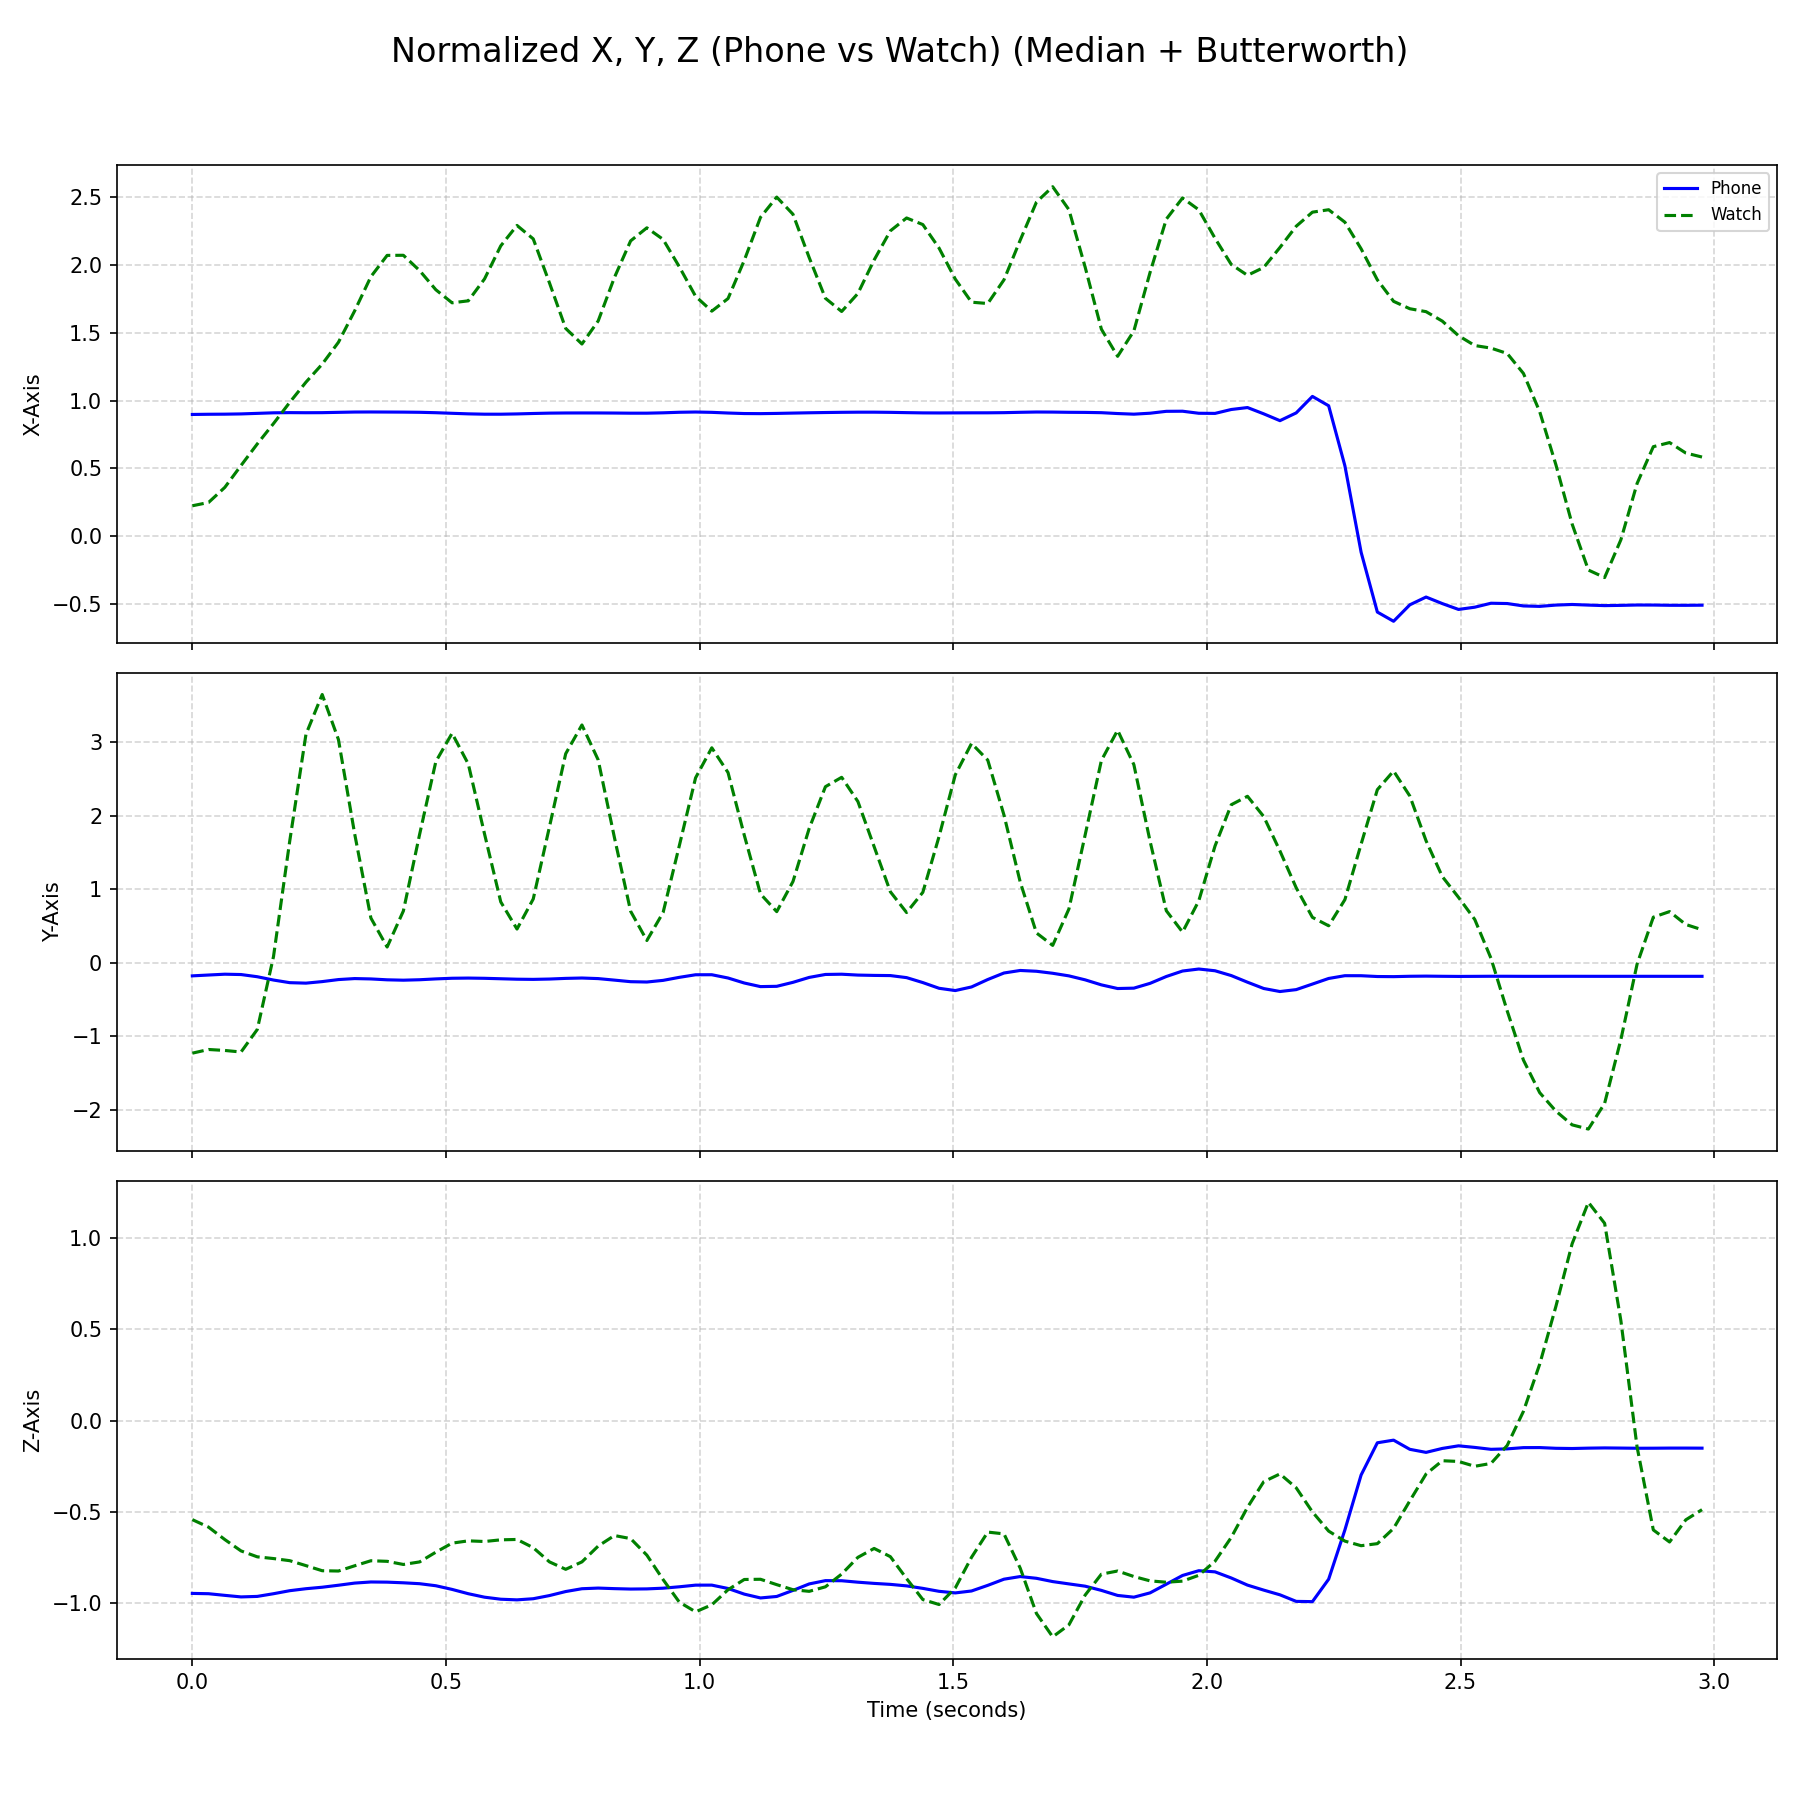 Normalized X, Y, Z (Phone vs Watch) (Median + Butterworth)
Phone
Watch
X-Axis
2.5
2.0
1.5
1.0
0.5
0.0
−0.5
Y-Axis
3
2
1
0
−1
−2
Z-Axis
1.0
0.5
0.0
−0.5
−1.0
0.0 0.5 1.0 1.5 2.0 2.5 3.0
Time (seconds)